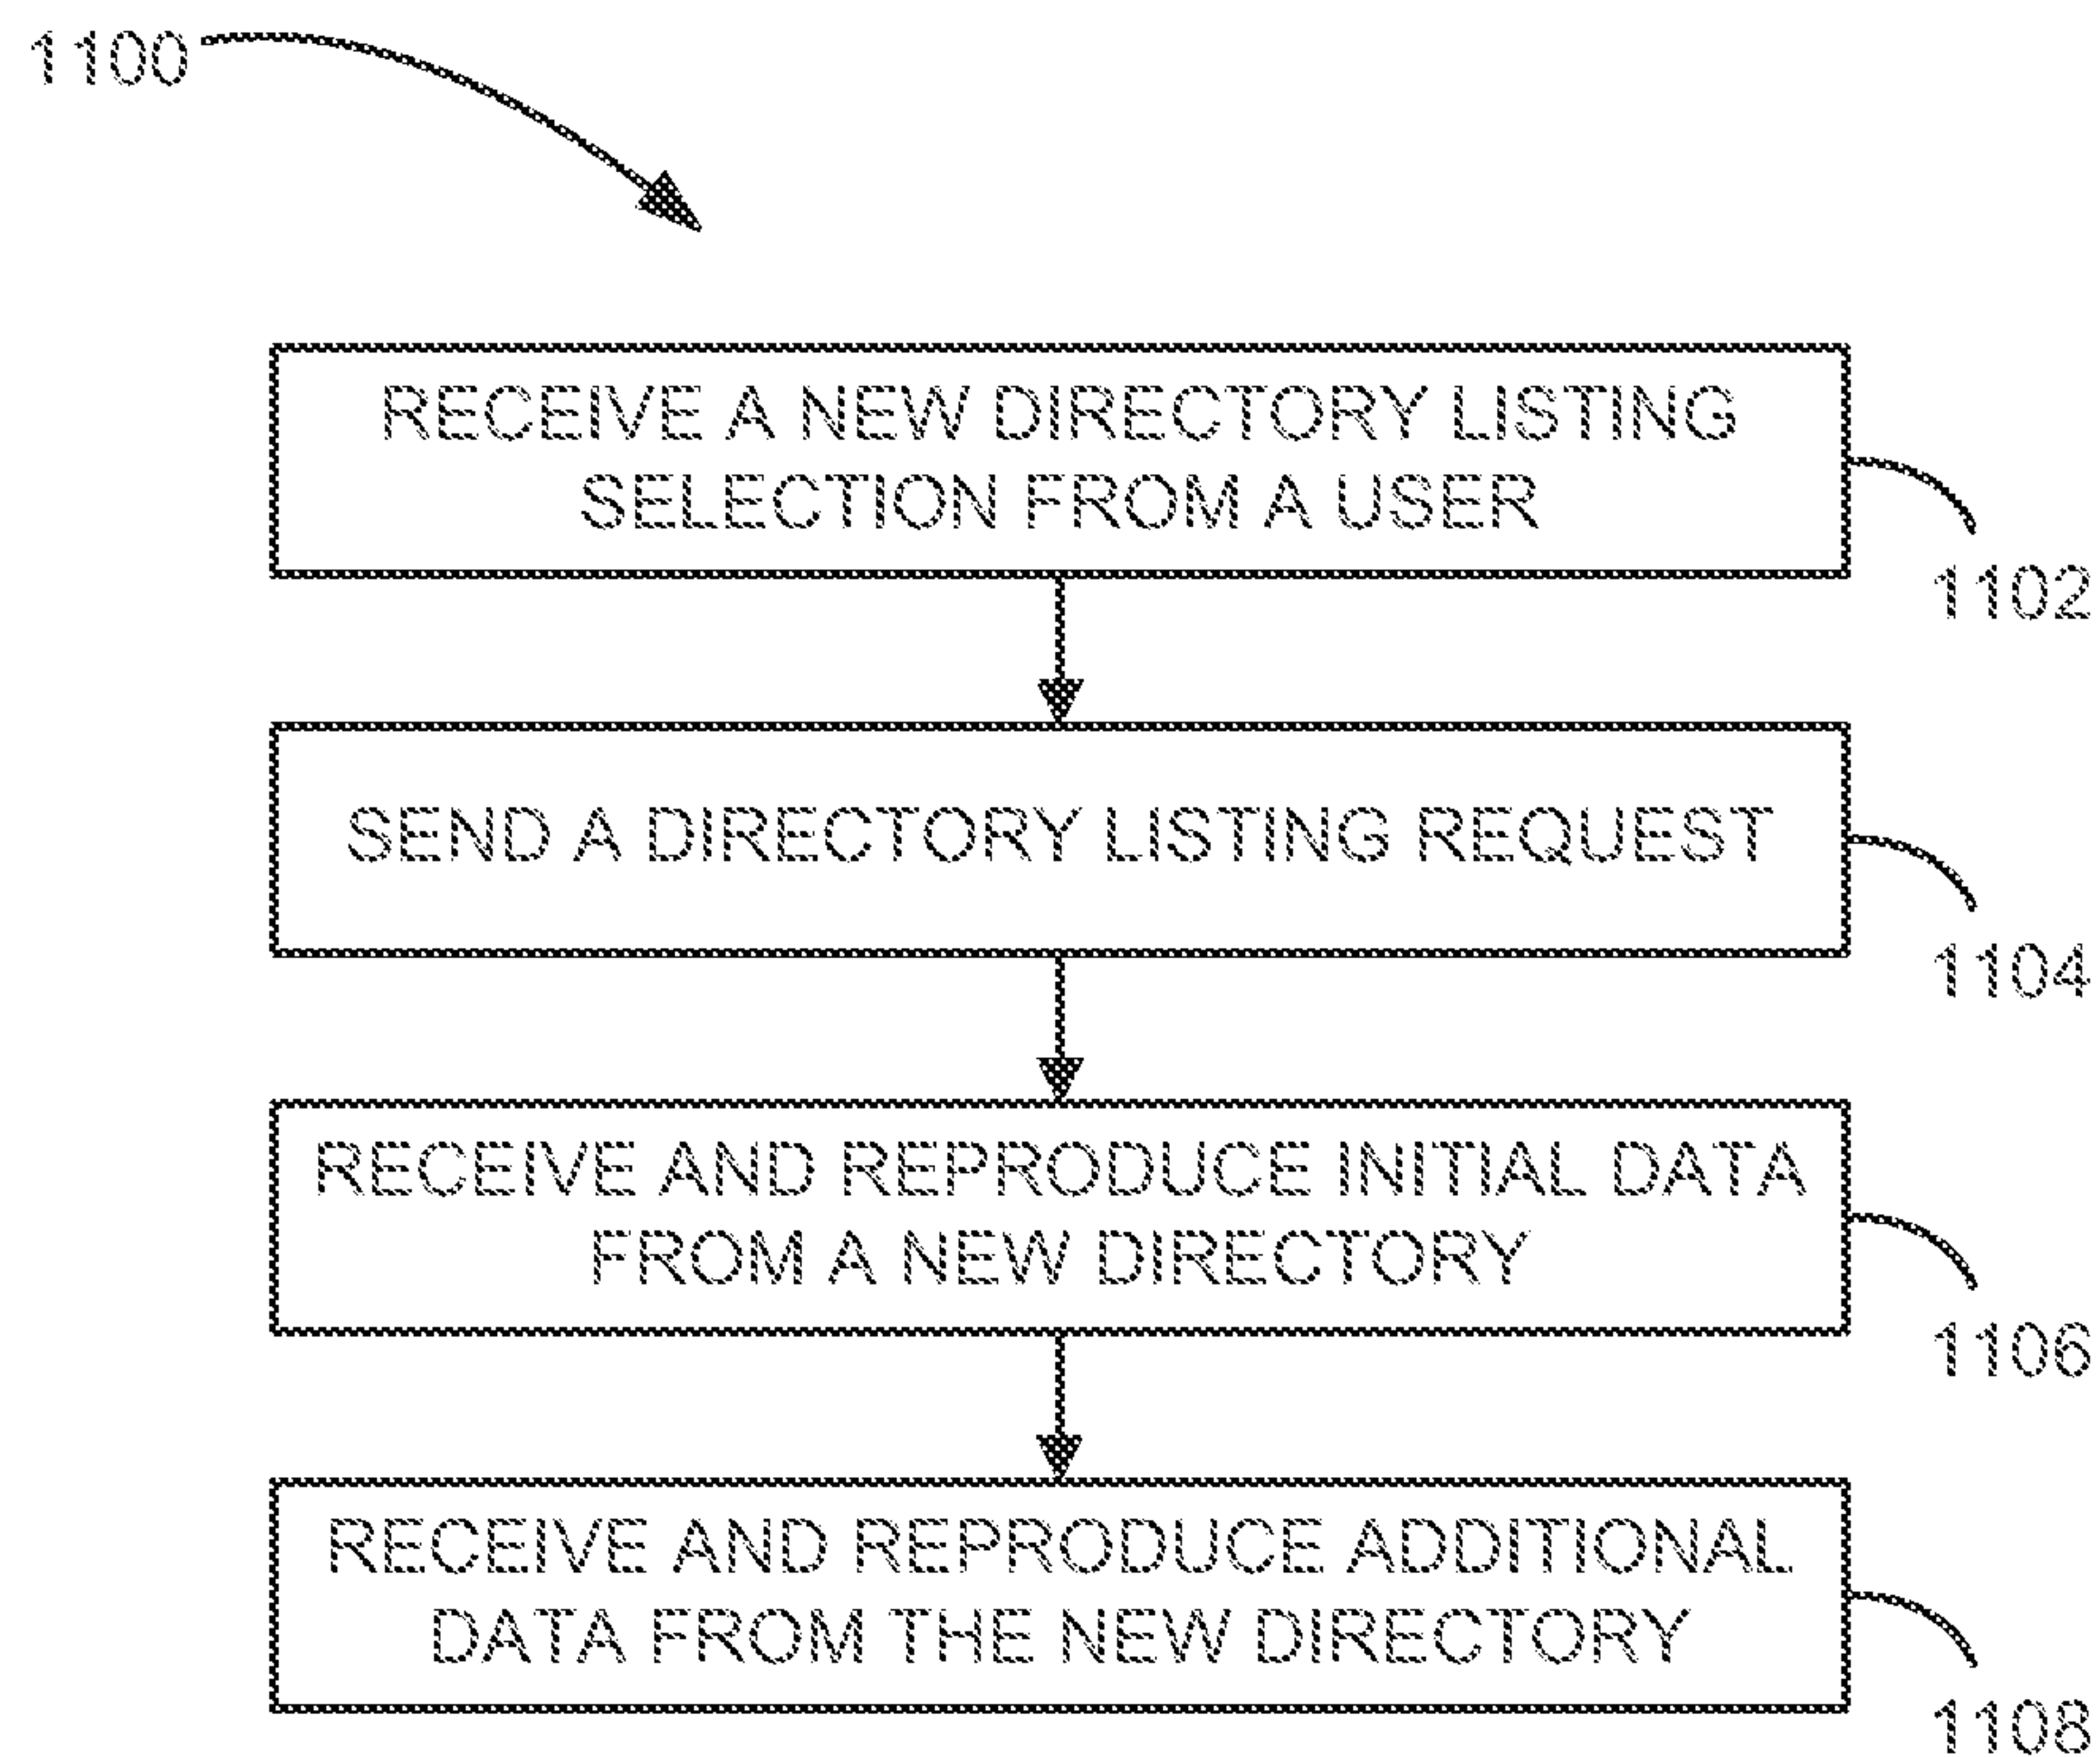 1100
RECEIVE A NEW DIRECTORY LISTING
SELECTION FROM A USER
1102
SEND A DIRECTORY LISTING REQUEST
1104
RECEIVE AND REPRODUCE INITIAL DATA
FROM A NEW DIRECTORY
1106
RECEIVE AND REPRODUCE ADDITIONAL
DATA FROM THE NEW DIRECTORY
1108